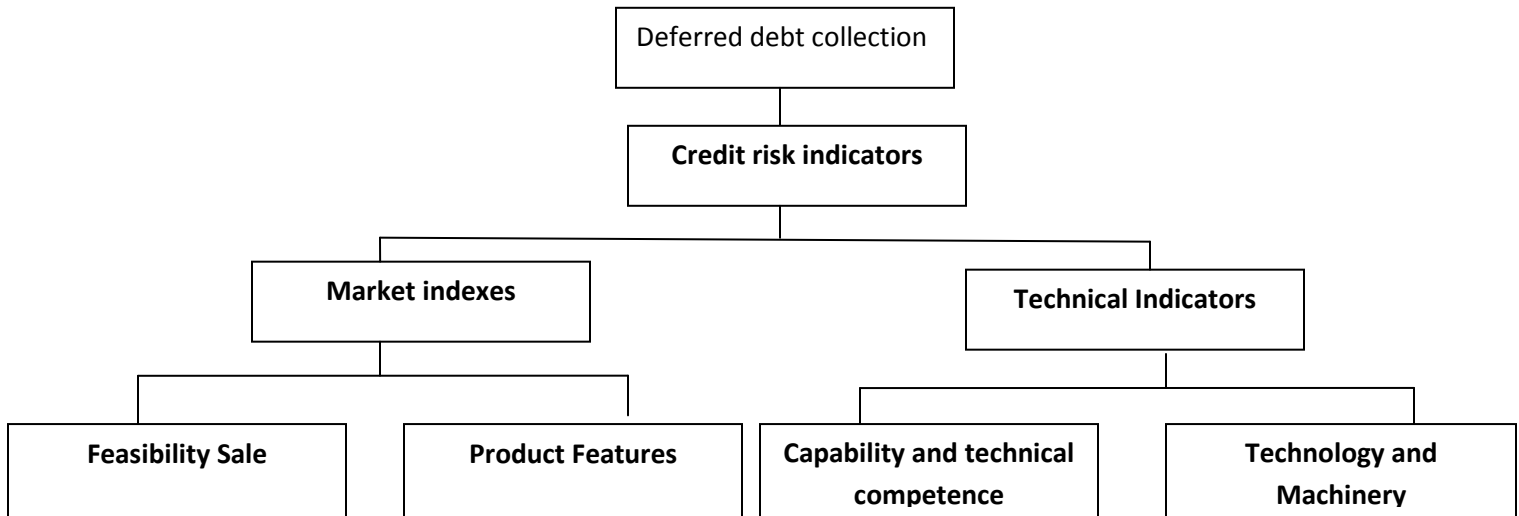 Deferred debt collection
Credit risk indicators
Market indexes
Technical Indicators
Feasibility Sale
Product Features
Capability and technical
competence
Technology and
Machinery